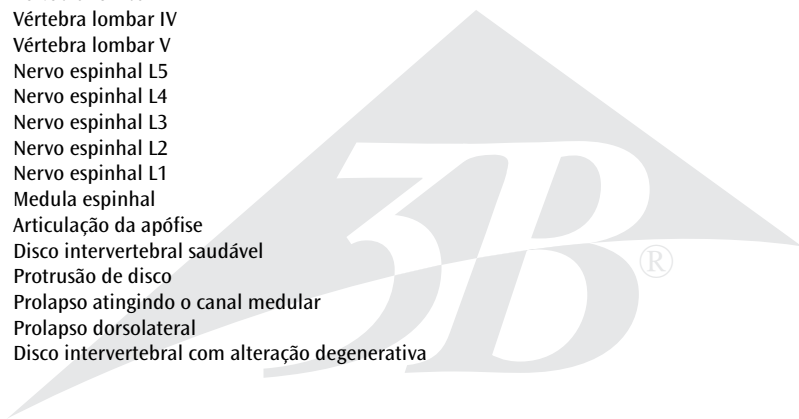 Vértebra lombar IV
Vértebra lombar V
Nervo espinhal L5
Nervo espinhal L4
Nervo espinhal L3
Nervo espinhal L2
Nervo espinhal L1
Medula espinhal
Articulação da apófise
Disco intervertebral saudável
Protrusão de disco
Prolapso atingindo o canal medular
Prolapso dorsolateral
Disco intervertebral com alteração degenerativa
3B®